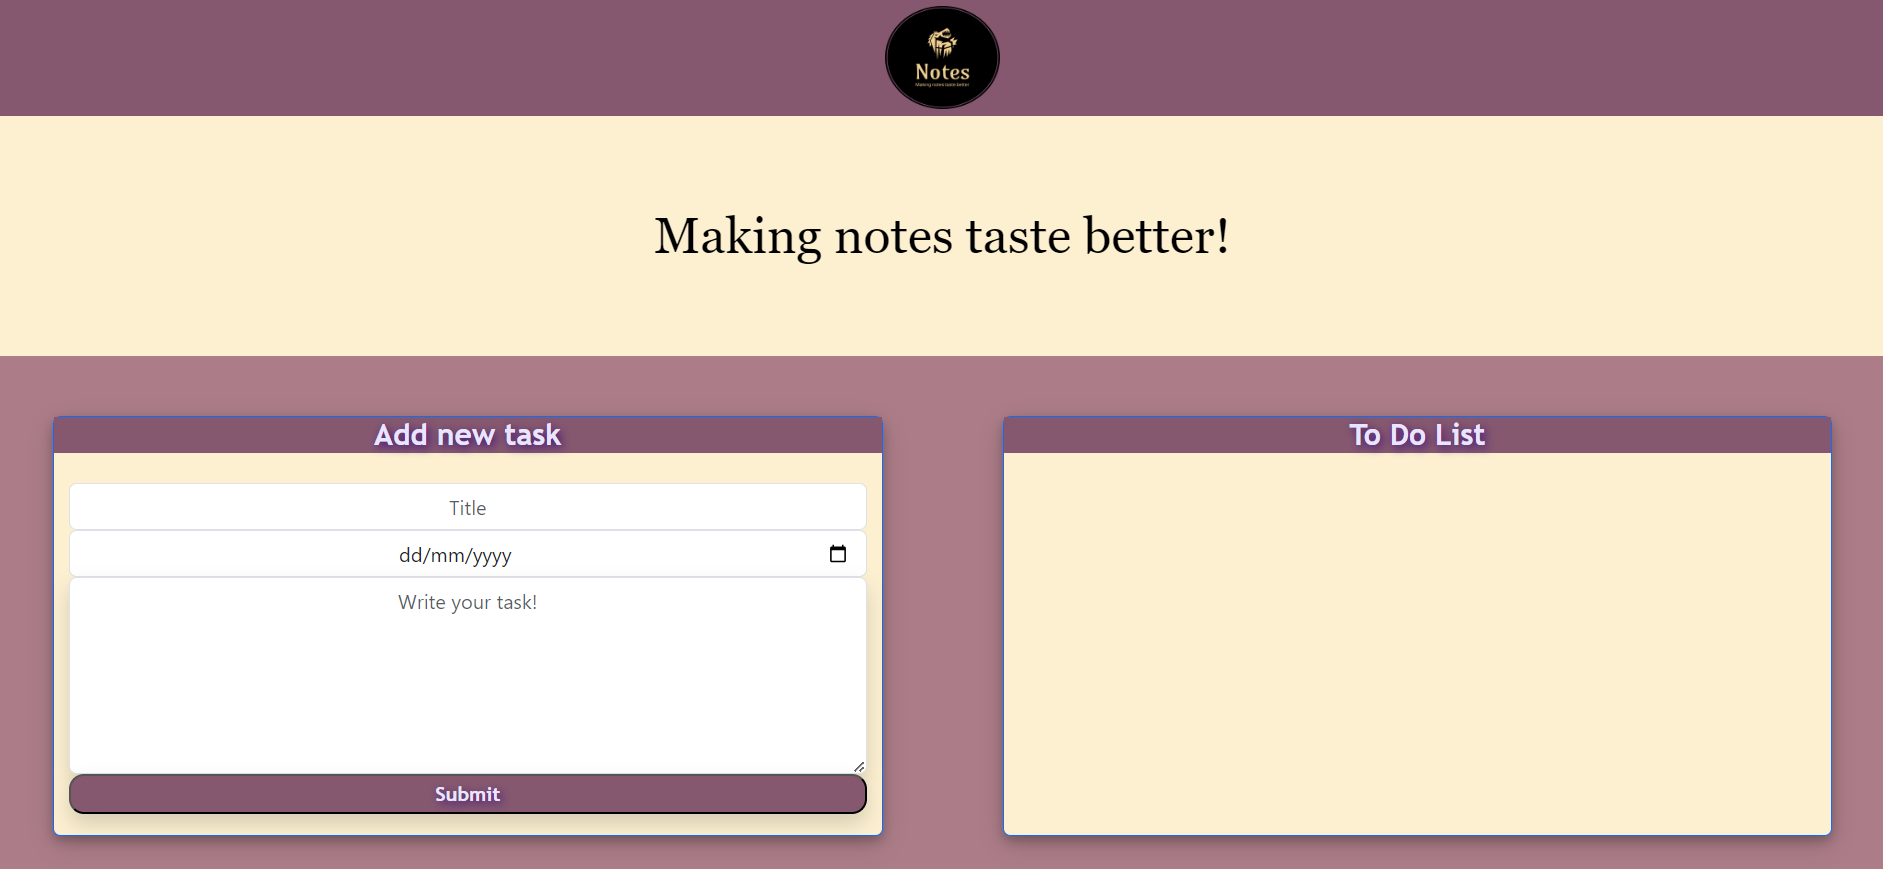 Notes
Making notes taste better
Making notes taste better!
Add new task
To Do List
Title
dd/mm/yyyy
Write your task!
Submit